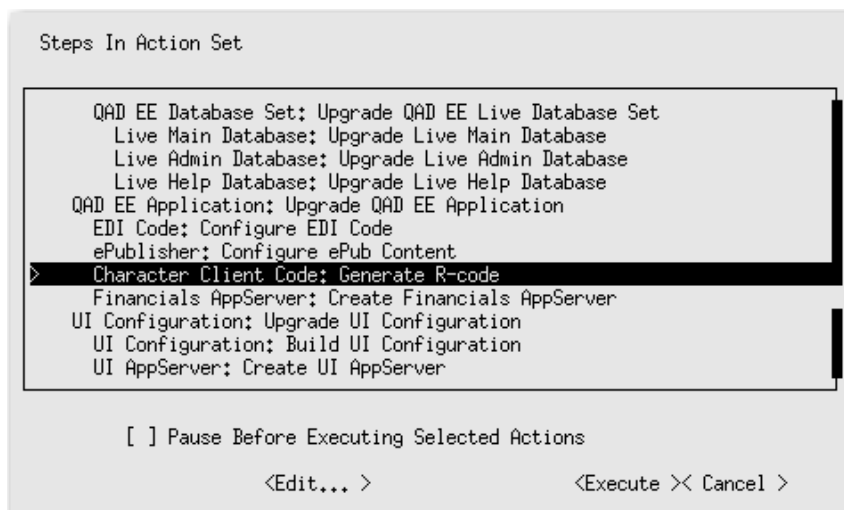 Steps In Action Set
QAD EE Database Set: Upgrade QAD EE Live Database Set
Live Main Database: Upgrade Live Main Database
Live Admin Database: Upgrade Live Admin Database
Live Help Database: Upgrade Live Help Database
QAD EE Application: Upgrade QAD EE Application
EDI Code: Configure EDI Code
ePublisher: Configure ePub Content
> Character Client Code: Generate R-code
Financials AppServer: Create Financials AppServer
UI Configuration: Upgrade UI Configuration
UI Configuration: Build UI Configuration
UI AppServer: Create UI AppServer
[ ] Pause Before Executing Selected Actions
<Edit... > <Execute >< Cancel >